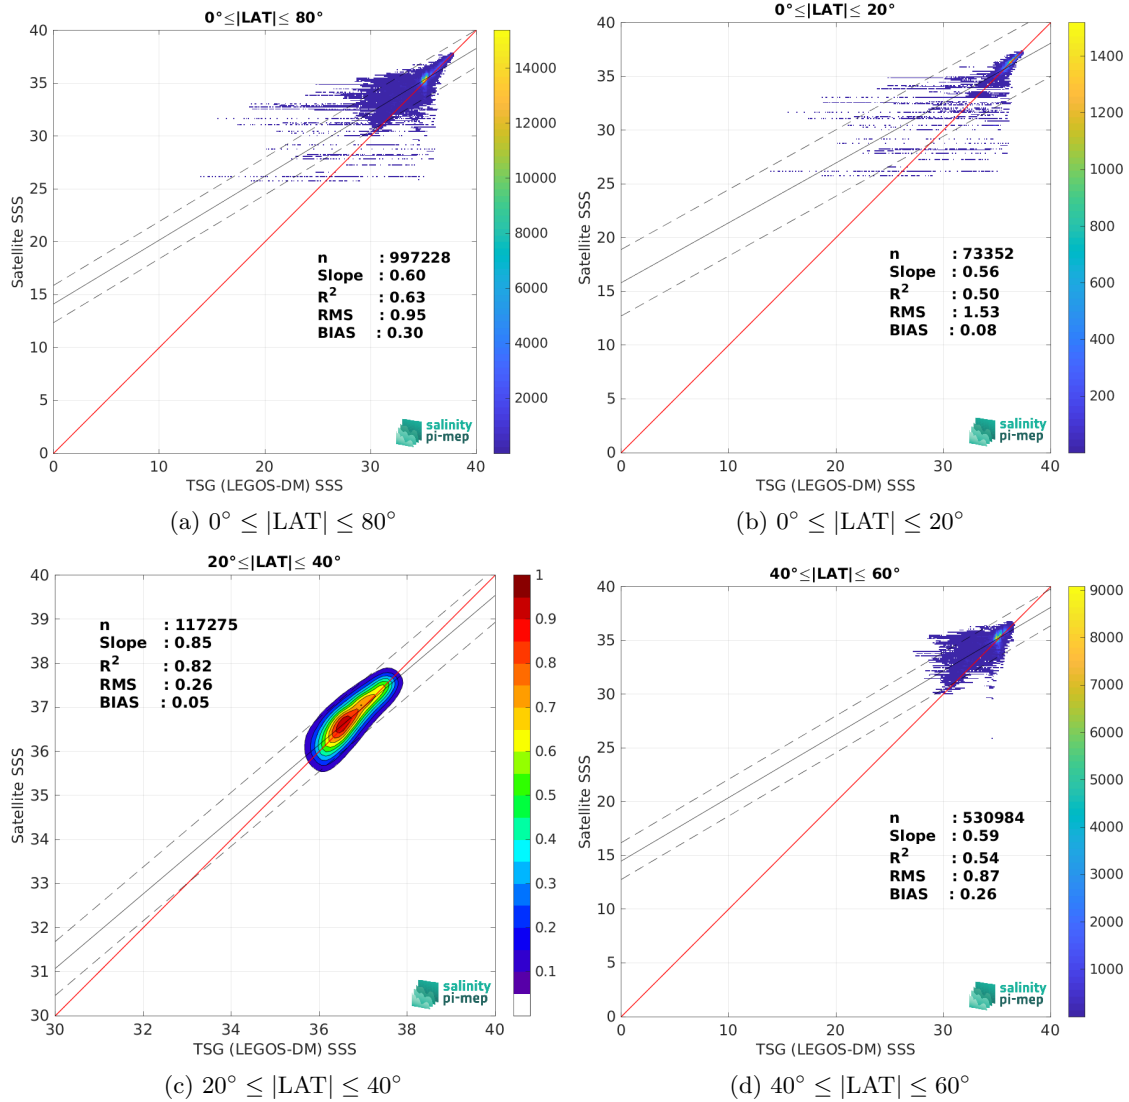 0°≤|LAT|≤ 80°
40
35
30
25
20
15
10
5
0
Satellite SSS
n : 997228
Slope : 0.60
R² : 0.63
RMS : 0.95
BIAS : 0.30
salinity
pi-mep
0 10 20 30 40
TSG (LEGOS-DM) SSS
14000
12000
10000
8000
6000
4000
2000
(a) 0° ≤ |LAT| ≤ 80°
0°≤|LAT|≤ 20°
40
35
30
25
20
15
10
5
0
Satellite SSS
n : 73352
Slope : 0.56
R² : 0.50
RMS : 1.53
BIAS : 0.08
salinity
pi-mep
0 10 20 30 40
TSG (LEGOS-DM) SSS
1400
1200
1000
800
600
400
200
(b) 0° ≤ |LAT| ≤ 20°
20°≤|LAT|≤ 40°
40
39
38
37
36
35
34
33
32
31
30
Satellite SSS
n : 117275
Slope : 0.85
R² : 0.82
RMS : 0.26
BIAS : 0.05
salinity
pi-mep
30 32 34 36 38 40
TSG (LEGOS-DM) SSS
1
0.9
0.8
0.7
0.6
0.5
0.4
0.3
0.2
0.1
(c) 20° ≤ |LAT| ≤ 40°
40°≤|LAT|≤ 60°
40
35
30
25
20
15
10
5
0
Satellite SSS
n : 530984
Slope : 0.59
R² : 0.54
RMS : 0.87
BIAS : 0.26
salinity
pi-mep
0 10 20 30 40
TSG (LEGOS-DM) SSS
9000
8000
7000
6000
5000
4000
3000
2000
1000
(d) 40° ≤ |LAT| ≤ 60°